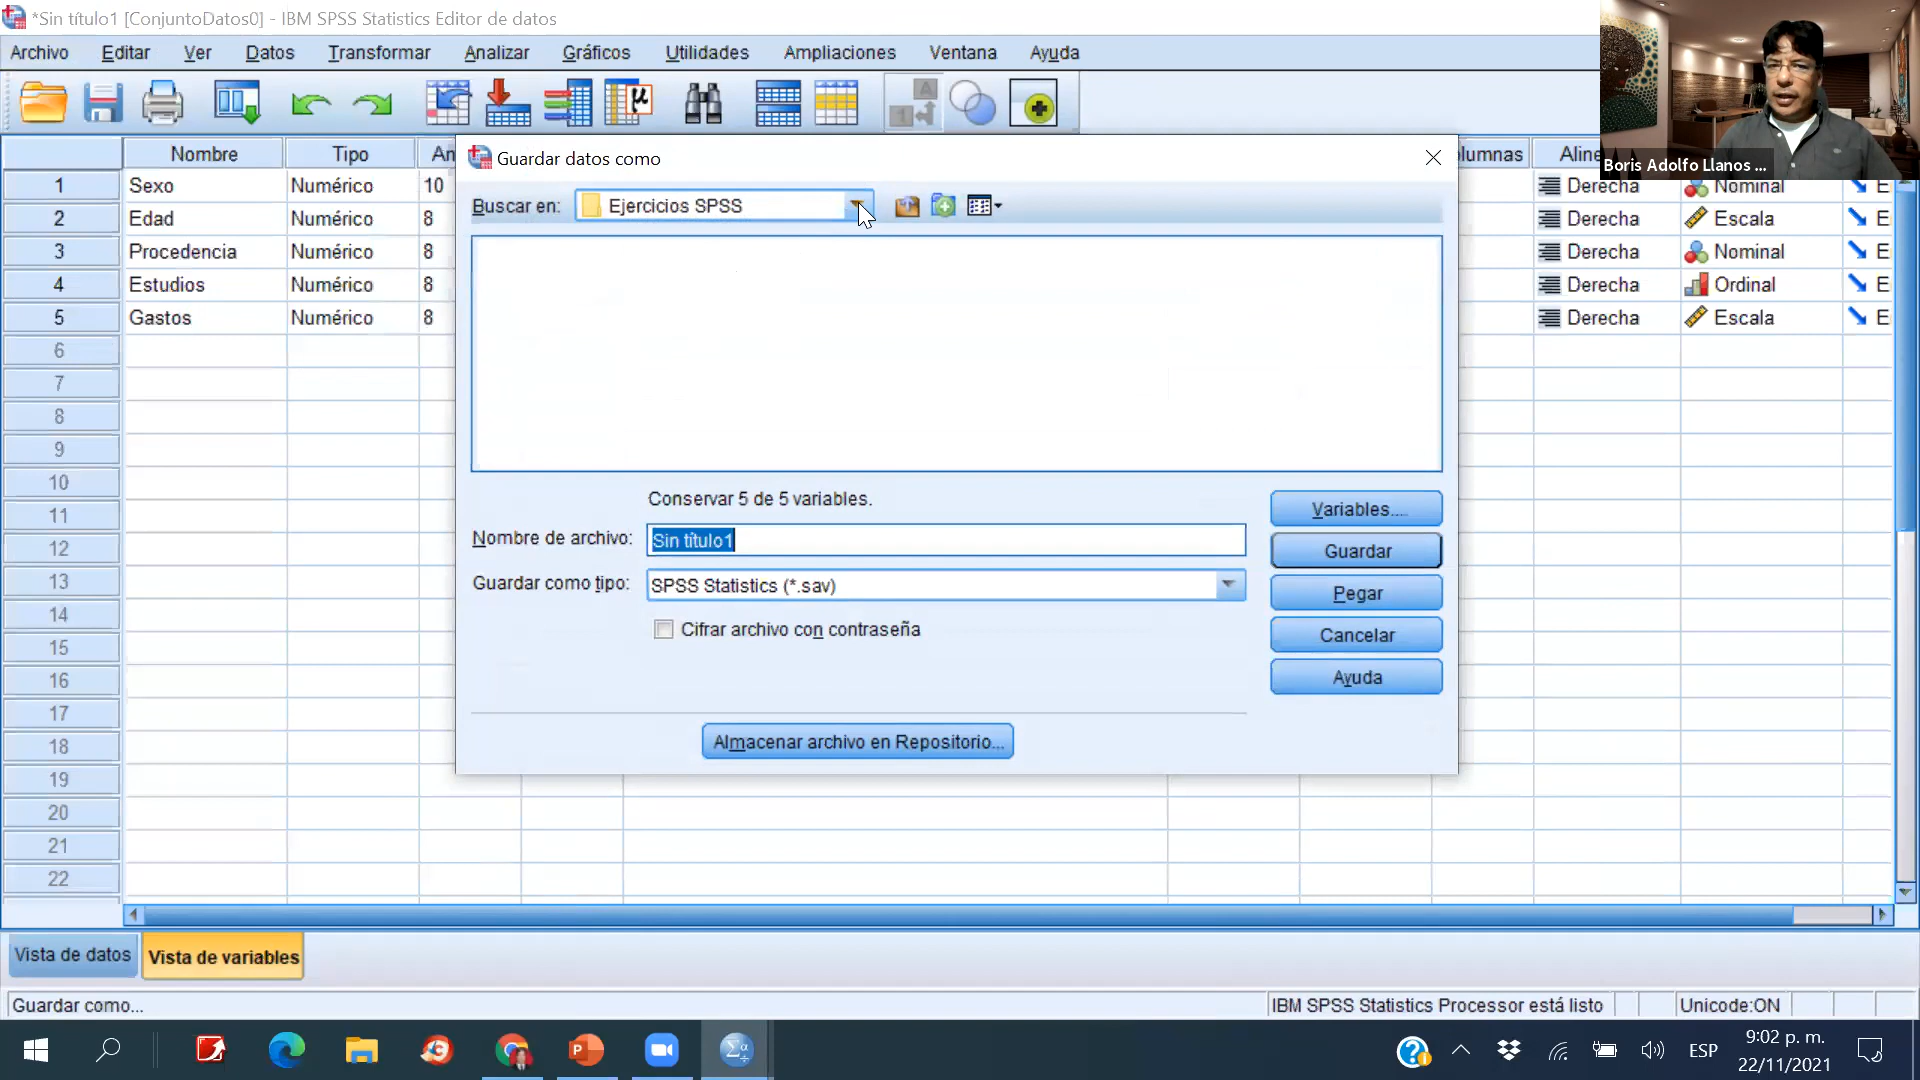 *Sin título1 [ConjuntoDatos0] - IBM SPSS Statistics Editor de datos
Archivo Editar Ver Datos Transformar Analizar Gráficos Utilidades Ampliaciones Ventana Ayuda
Boris Adolfo Llanos ...
Nombre Tipo An lumnas Aline
Guardar datos como
1 Sexo Numérico 10 Derecha Nominal E
Buscar en: Ejercicios SPSS
2 Edad Numérico 8 Derecha Escala E
3 Procedencia Numérico 8 Derecha Nominal E
4 Estudios Numérico 8 Derecha Ordinal E
5 Gastos Numérico 8 Derecha Escala E
6
7
8
9
10
11
12
13
14
15
16
17
18
19
20
21
22
Conservar 5 de 5 variables.
Nombre de archivo: Sin título1
Guardar como tipo: SPSS Statistics (*.sav)
Cifrar archivo con contraseña
Variables....
Guardar
Pegar
Cancelar
Ayuda
Almacenar archivo en Repositorio...
Vista de datos Vista de variables
Guardar como... IBM SPSS Statistics Processor está listo Unicode:ON
ESP 9:02 p. m.
22/11/2021